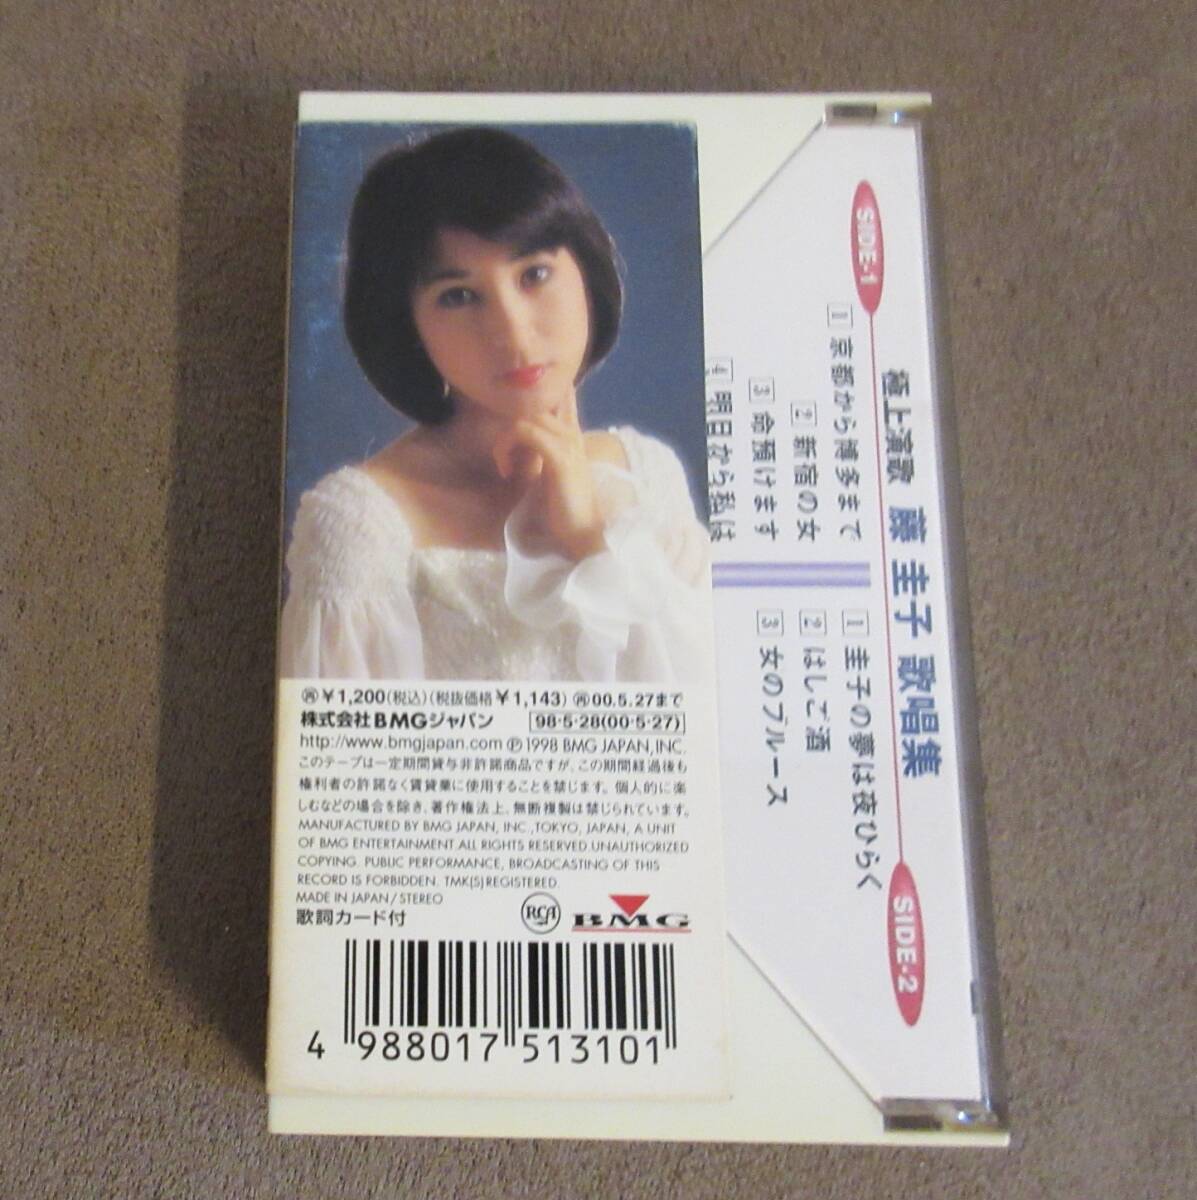 SIDE-1
極上演歌 藤 圭子 歌唱集
1 京都から博多まで
2 新宿の女
3 命預けます
4 明日から私は
SIDE-2
1 圭子の夢は夜ひらく
2 はしご酒
3 女のブルース
㋫￥1,200(税込)(税抜価格￥1,143)㋫00.5.27まで
株式会社BMGジャパン 98·5·28(00·5·27)
http://www.bmgjapan.com Ⓟ1998 BMG JAPAN, INC.
このテープは一定期間貸与非許諾商品ですが、この期間経過後も
権利者の許諾なく賃貸業に使用することを禁じます。個人的に楽
しむなどの場合を除き、著作権法上、無断複製は禁じられています。
MANUFACTURED BY BMG JAPAN, INC.,TOKYO, JAPAN, A UNIT
OF BMG ENTERTAINMENT.ALL RIGHTS RESERVED.UNAUTHORIZED
COPYING. PUBLIC PERFORMANCE, BROADCASTING OF THIS
RECORD IS FORBIDDEN. TMK(S)REGISTERED.
MADE IN JAPAN/STEREO
歌詞カード付
RCA
BMG
4 988017 513101